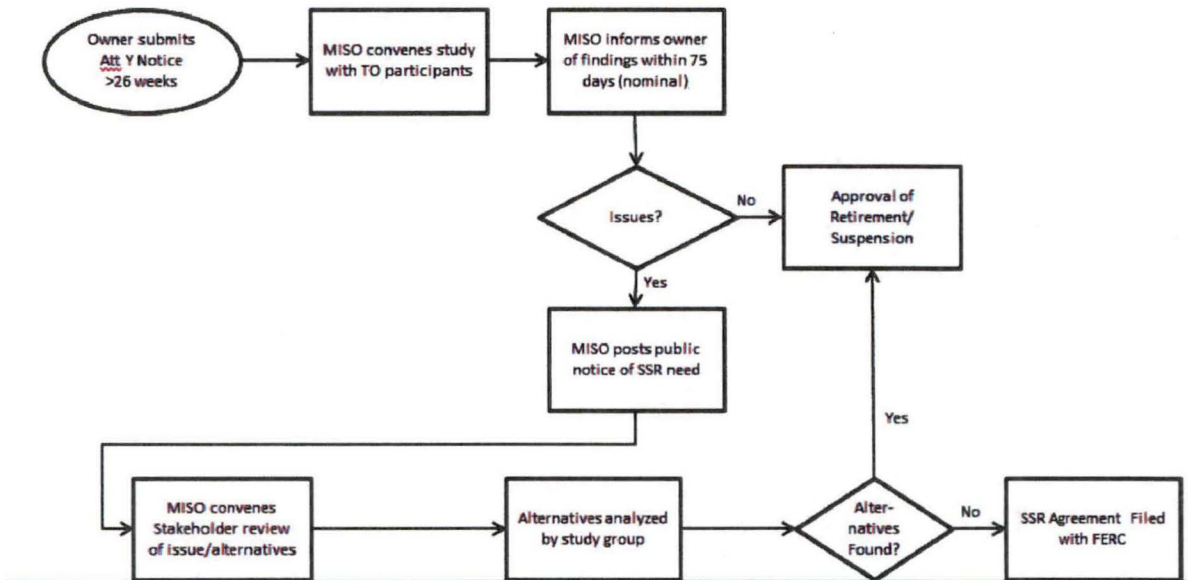 Owner submits
Att Y Notice
>26 weeks
MISO convenes study
with TO participants
MISO informs owner
of findings within 75
days (nominal)
Issues?
No
Approval of
Retirement/
Suspension
Yes
MISO posts public
notice of SSR need
Yes
MISO convenes
Stakeholder review
of issue/alternatives
Alternatives analyzed
by study group
Alter-
natives
Found?
No
SSR Agreement Filed
with FERC